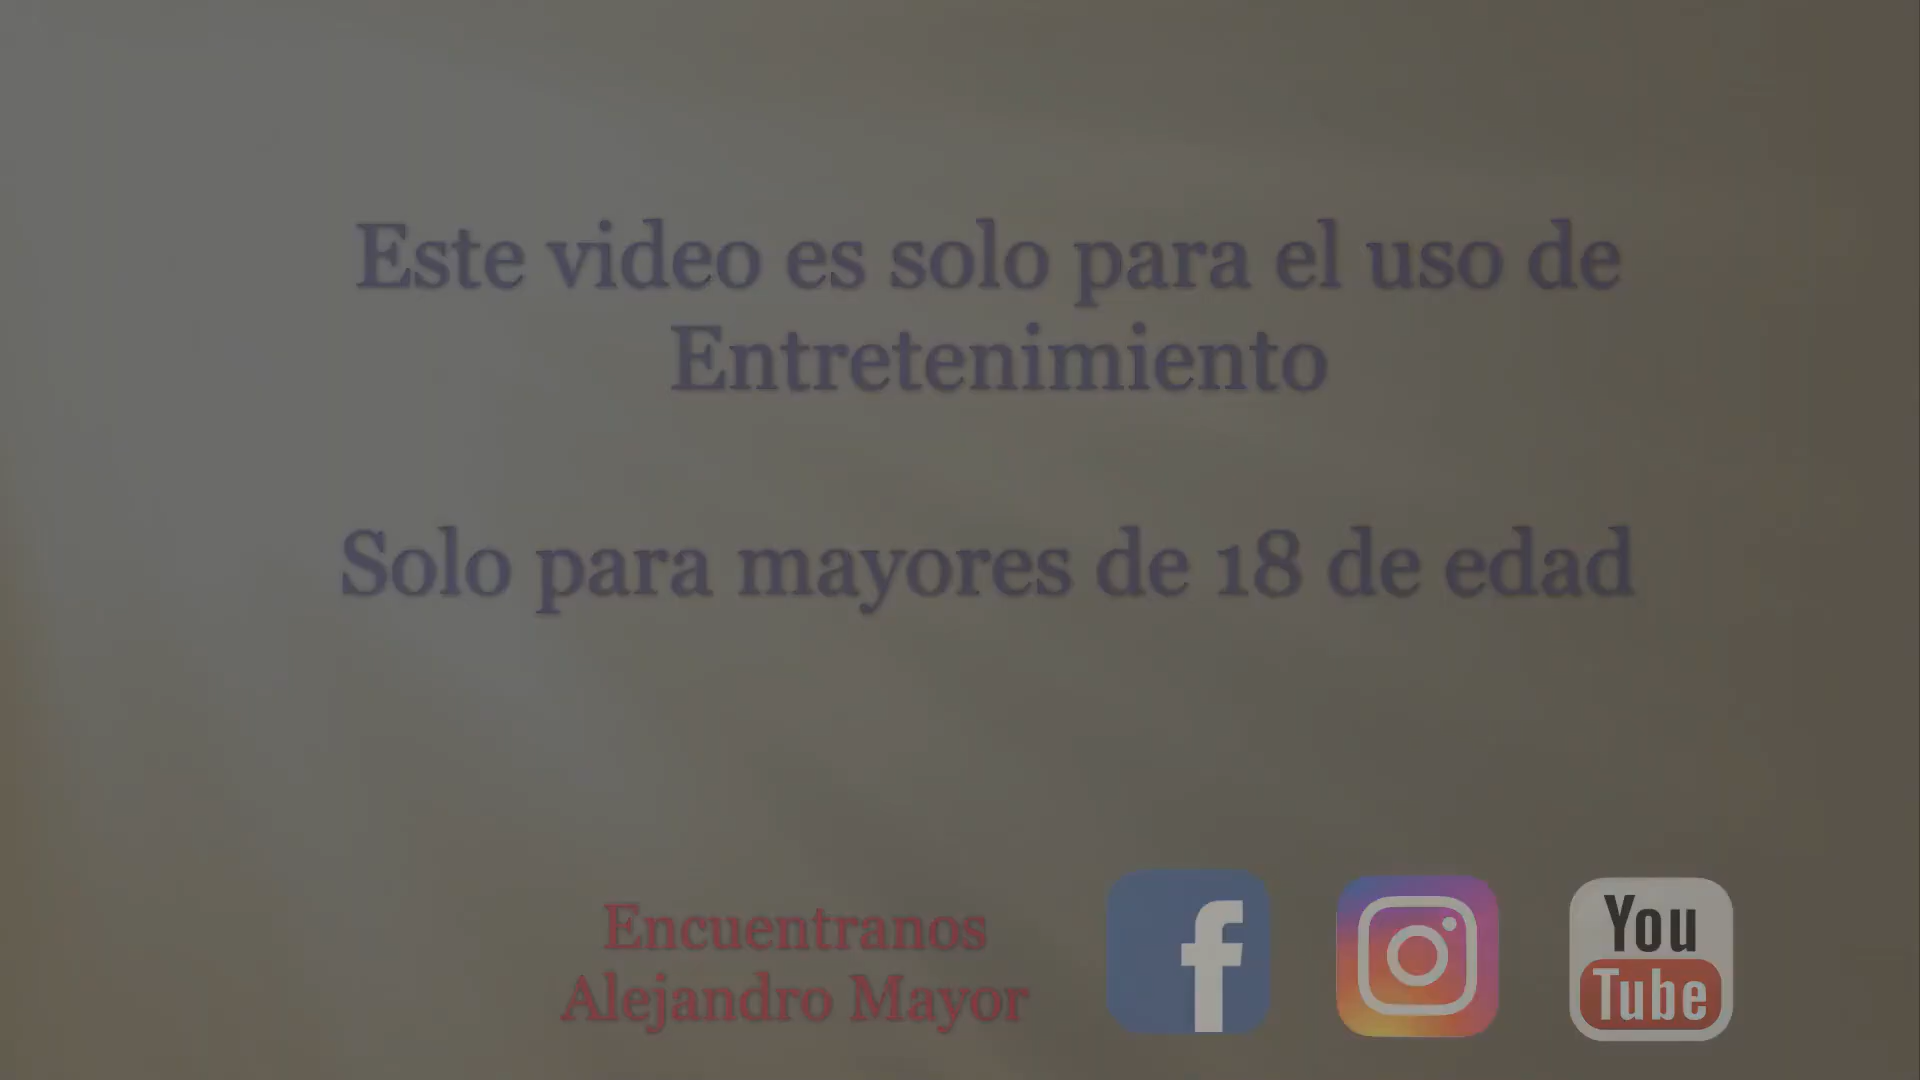 Este video es solo para el uso de
Entretenimiento
Solo para mayores de 18 de edad
Encuentranos
Alejandro Mayor
f
You
Tube